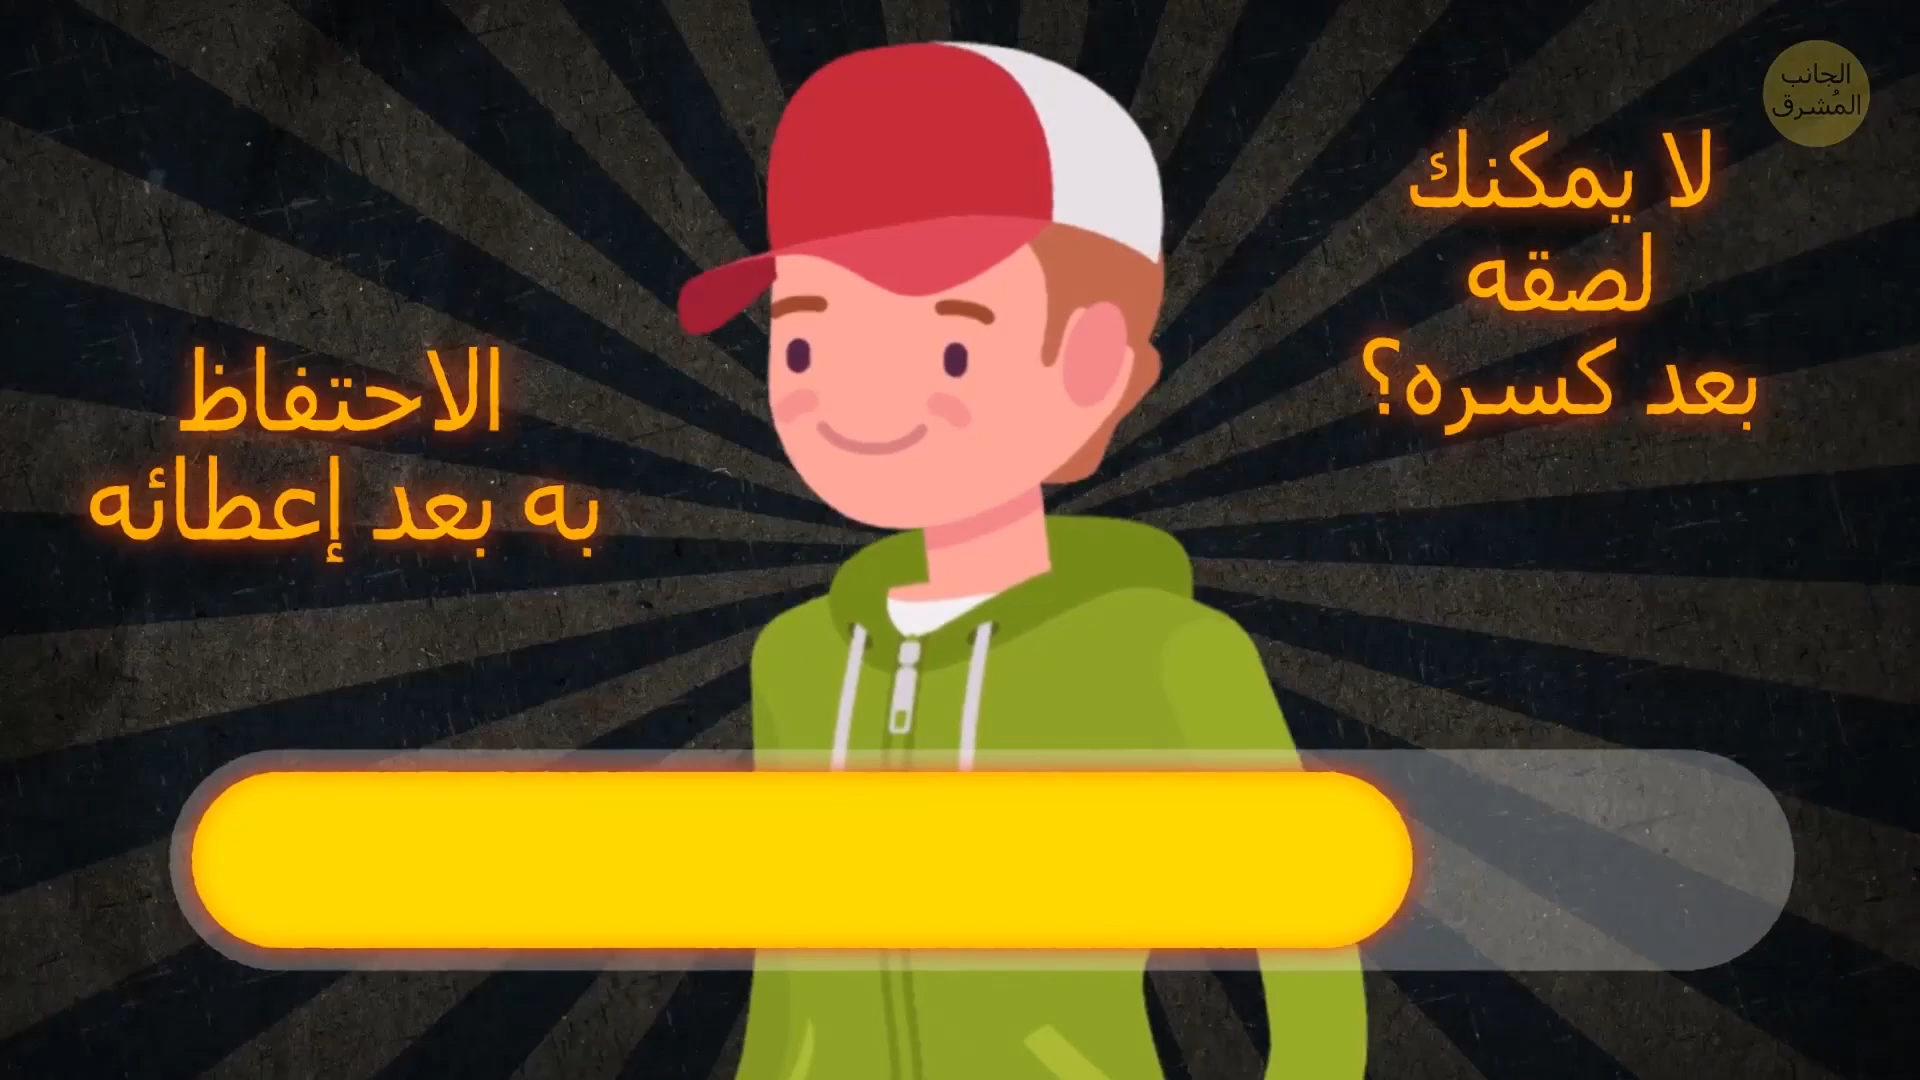 الجانب
المُشرق
لا يمكنك
لصقه
بعد كسره؟
الاحتفاظ
به بعد إعطائه